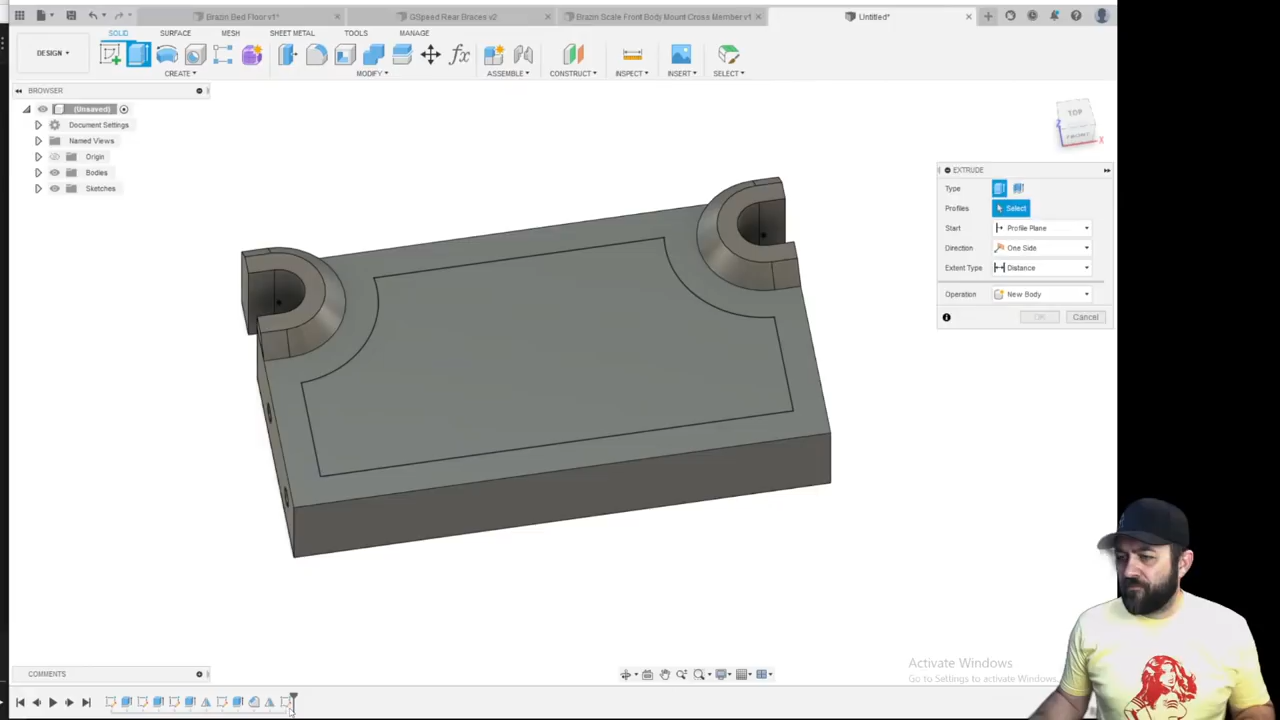 Brazin Bed Floor v1*
GSpeed Rear Braces v2
Brazin Scale Front Body Mount Cross Member v1
Untitled*
SOLID
SURFACE
MESH
SHEET METAL
TOOLS
MANAGE
DESIGN
CREATE
MODIFY
ASSEMBLE
CONSTRUCT
INSPECT
INSERT
SELECT
BROWSER
(Unsaved)
Document Settings
Named Views
Origin
Bodies
Sketches
TOP
FRONT
Z
X
EXTRUDE
Type
Profiles
Select
Start
Profile Plane
Direction
One Side
Extent Type
Distance
Operation
New Body
OK
Cancel
COMMENTS
Activate Windows
Go to Settings to activate Windows.